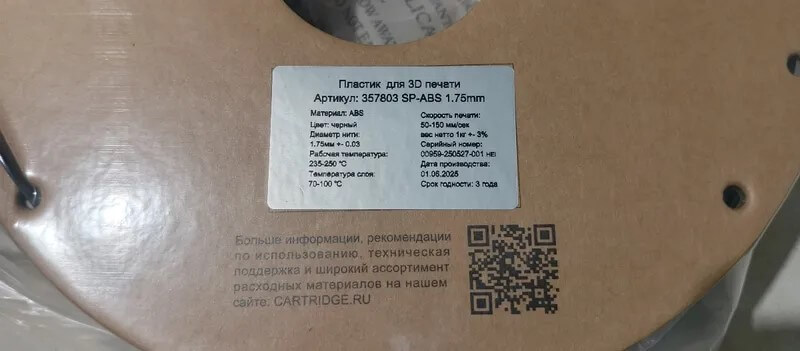 Пластик для 3D печати
Артикул: 357803 SP-ABS 1.75mm
Материал: ABS
Цвет: черный
Диаметр нити:
1.75мм +- 0.03
Рабочая температура:
235-250 °C
Температура слоя:
70-100 °C
Скорость печати:
50-150 мм/сек
вес нетто 1кг +- 3%
Серийный номер:
00959-250527-001 HEI
Дата производства:
01.06.2025
Срок годности: 3 года
Больше информации, рекомендации
по использованию, техническая
поддержка и широкий ассортимент
расходных материалов на нашем
сайте: CARTRIDGE.RU